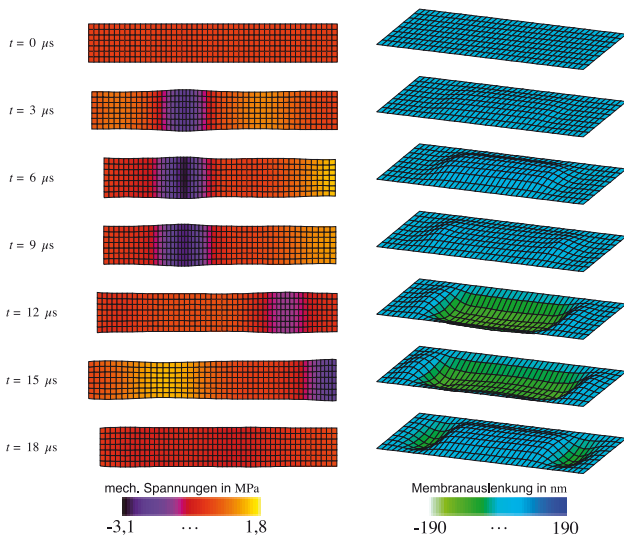 t = 0 µs
t = 3 µs
t = 6 µs
t = 9 µs
t = 12 µs
t = 15 µs
t = 18 µs
mech. Spannungen in MPa
-3,1 ... 1,8
Membranauslenkung in nm
-190 ... 190